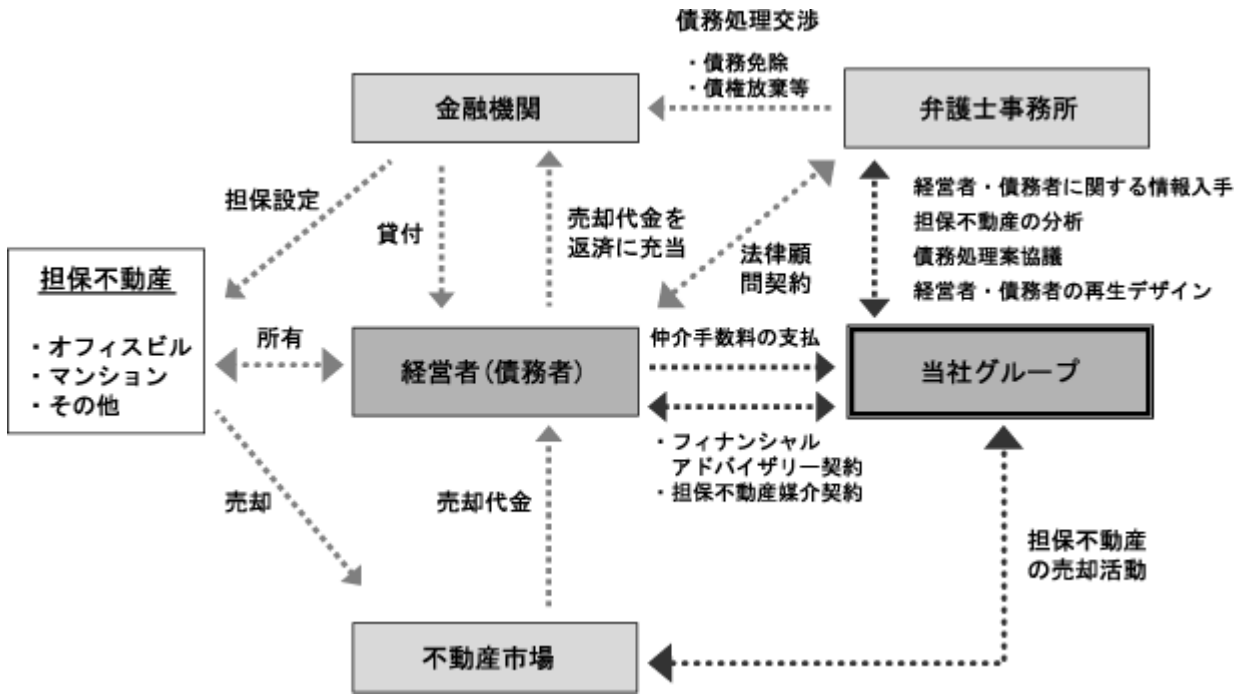 債務処理交渉
・債務免除
・債権放棄等
金融機関
弁護士事務所
担保設定
貸付
売却代金を
返済に充当
法律顧
問契約
経営者・債務者に関する情報入手
担保不動産の分析
債務処理案協議
経営者・債務者の再生デザイン
担保不動産
・オフィスビル
・マンション
・その他
所有
経営者(債務者)
仲介手数料の支払
当社グループ
・フィナンシャル
アドバイザリー契約
・担保不動産媒介契約
売却
売却代金
担保不動産
の売却活動
不動産市場